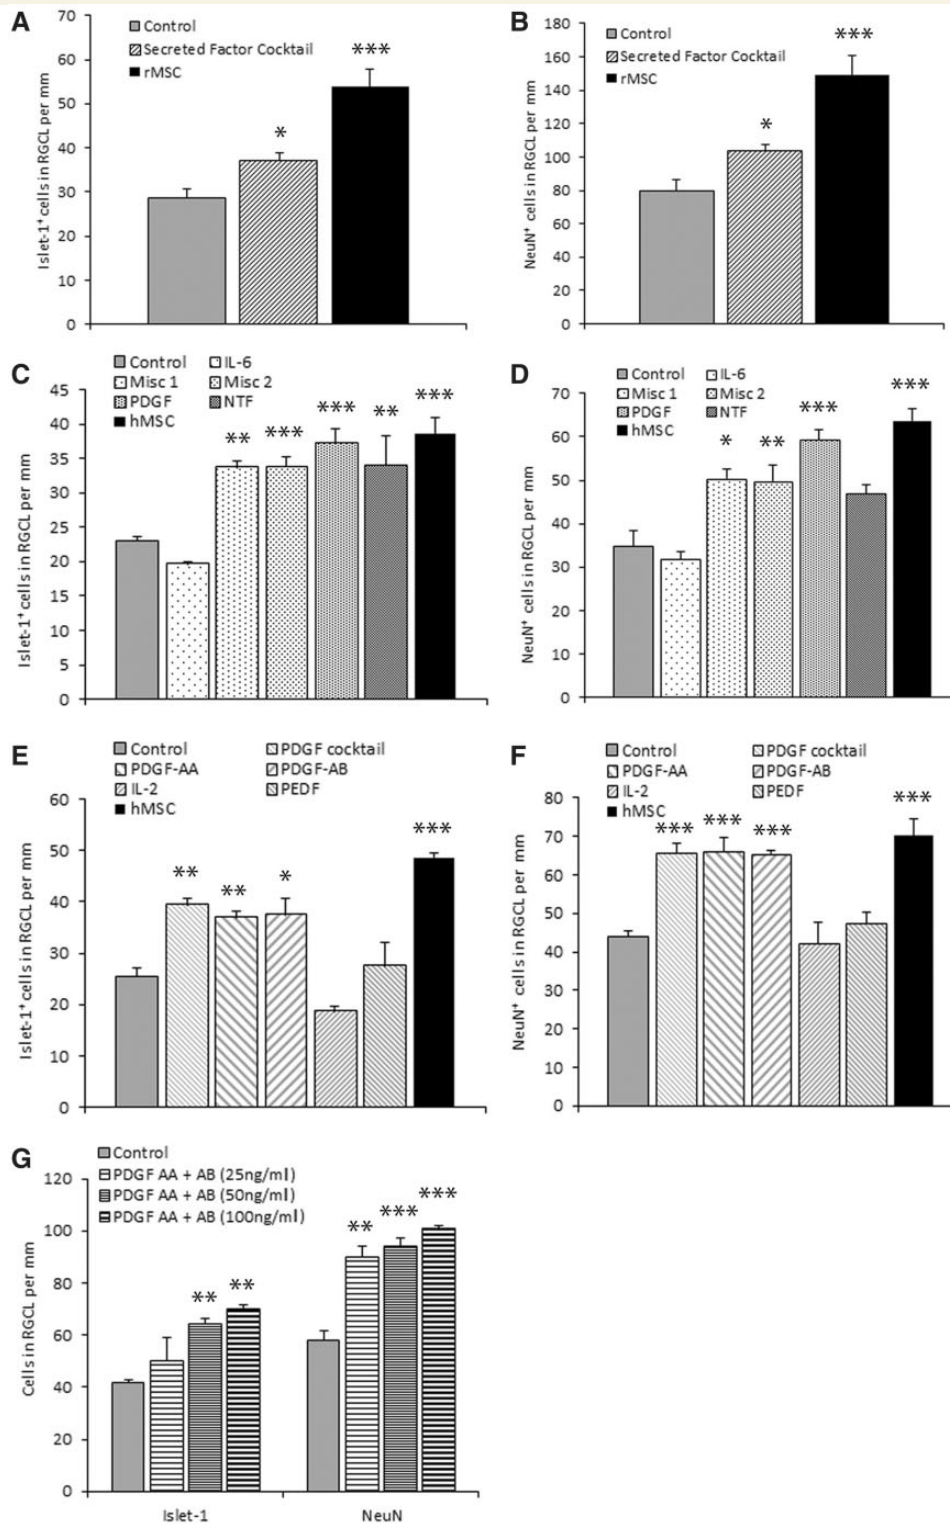 A
70
60
50
40
30
20
10
0
Islet-1⁺ cells in RGCL per mm
Control
Secreted Factor Cocktail
rMSC
*
***
B
180
160
140
120
100
80
60
40
20
0
NeuN⁺ cells in RGCL per mm
Control
Secreted Factor Cocktail
rMSC
*
***
C
Control IL-6
Misc 1 Misc 2
PDGF NTF
hMSC
45
40
35
30
25
20
15
10
5
0
Islet-1⁺ cells in RGCL per mm
** *** *** ** ***
D
Control IL-6
Misc 1 Misc 2
PDGF NTF
hMSC
70
60
50
40
30
20
10
0
NeuN⁺ cells in RGCL per mm
* ** *** ***
E
Control PDGF cocktail
PDGF-AA PDGF-AB
IL-2 PEDF
hMSC
60
50
40
30
20
10
0
Islet-1⁺ cells in RGCL per mm
** ** * ***
F
Control PDGF cocktail
PDGF-AA PDGF-AB
IL-2 PEDF
hMSC
80
70
60
50
40
30
20
10
0
NeuN⁺ cells in RGCL per mm
*** *** *** ***
G
Control
PDGF AA + AB (25ng/ml)
PDGF AA + AB (50ng/ml)
PDGF AA + AB (100ng/ml)
120
100
80
60
40
20
0
Cells in RGCL per mm
** ** ** *** ***
Islet-1 NeuN